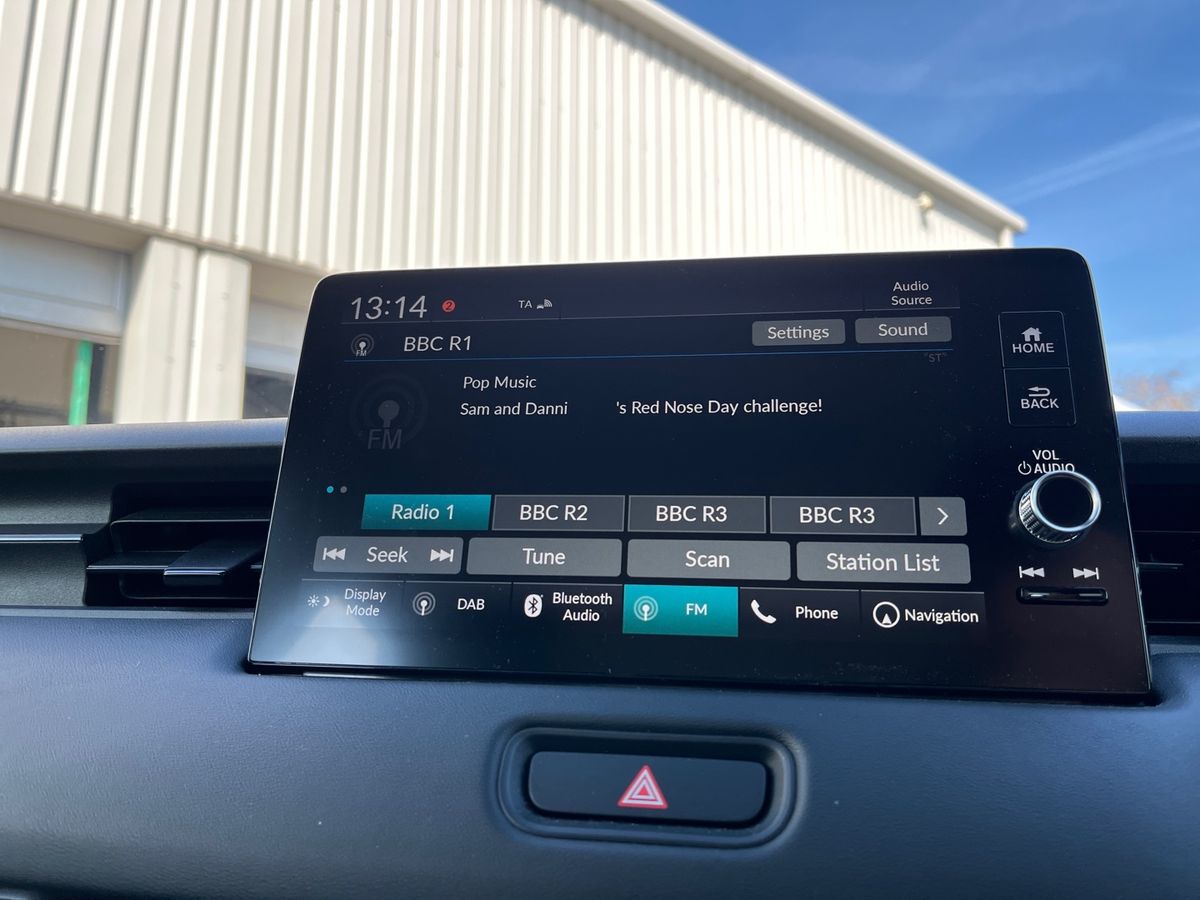 13:14
2
TA
Audio
Source
FM
BBC R1
Settings
Sound
"ST"
HOME
Pop Music
Sam and Danni 's Red Nose Day challenge!
FM
BACK
VOL
AUDIO
Radio 1
BBC R2
BBC R3
BBC R3
Seek
Tune
Scan
Station List
Display
Mode
DAB
Bluetooth
Audio
FM
Phone
Navigation